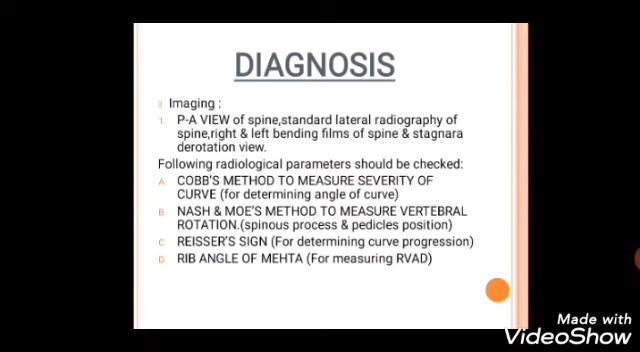 DIAGNOSIS
Imaging :
1. P-A VIEW of spine,standard lateral radiography of
spine,right & left bending films of spine & stagnara
derotation view.
Following radiological parameters should be checked:
A. COBB'S METHOD TO MEASURE SEVERITY OF
CURVE (for determining angle of curve)
B. NASH & MOE'S METHOD TO MEASURE VERTEBRAL
ROTATION.(spinous process & pedicles position)
C. REISSER'S SIGN (For determining curve progression)
D. RIB ANGLE OF MEHTA (For measuring RVAD)
Made with
VideoShow